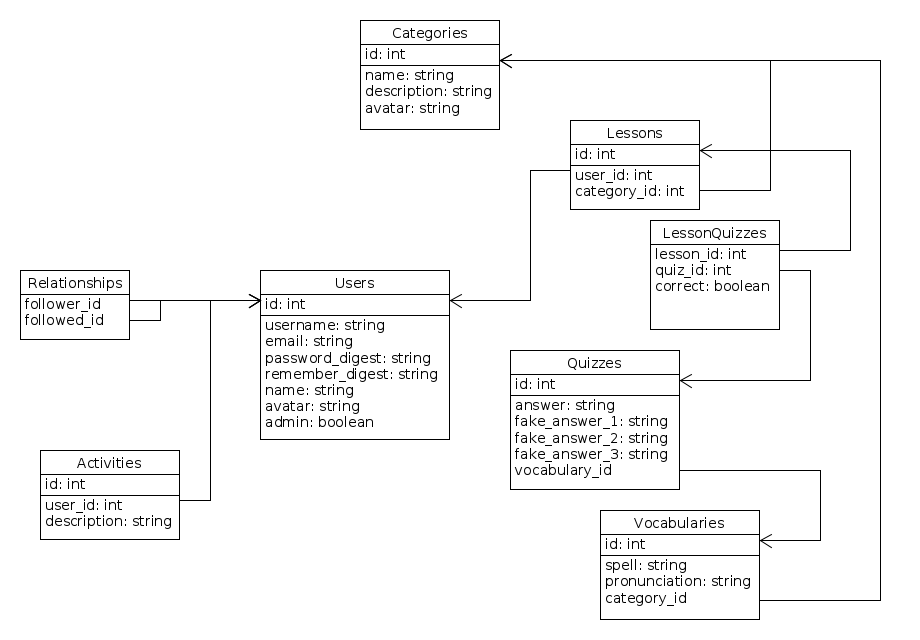 Categories
id: int
name: string
description: string
avatar: string
Lessons
id: int
user_id: int
category_id: int
LessonQuizzes
lesson_id: int
quiz_id: int
correct: boolean
Relationships
follower_id
followed_id
Users
id: int
username: string
email: string
password_digest: string
remember_digest: string
name: string
avatar: string
admin: boolean
Quizzes
id: int
answer: string
fake_answer_1: string
fake_answer_2: string
fake_answer_3: string
vocabulary_id
Activities
id: int
user_id: int
description: string
Vocabularies
id: int
spell: string
pronunciation: string
category_id